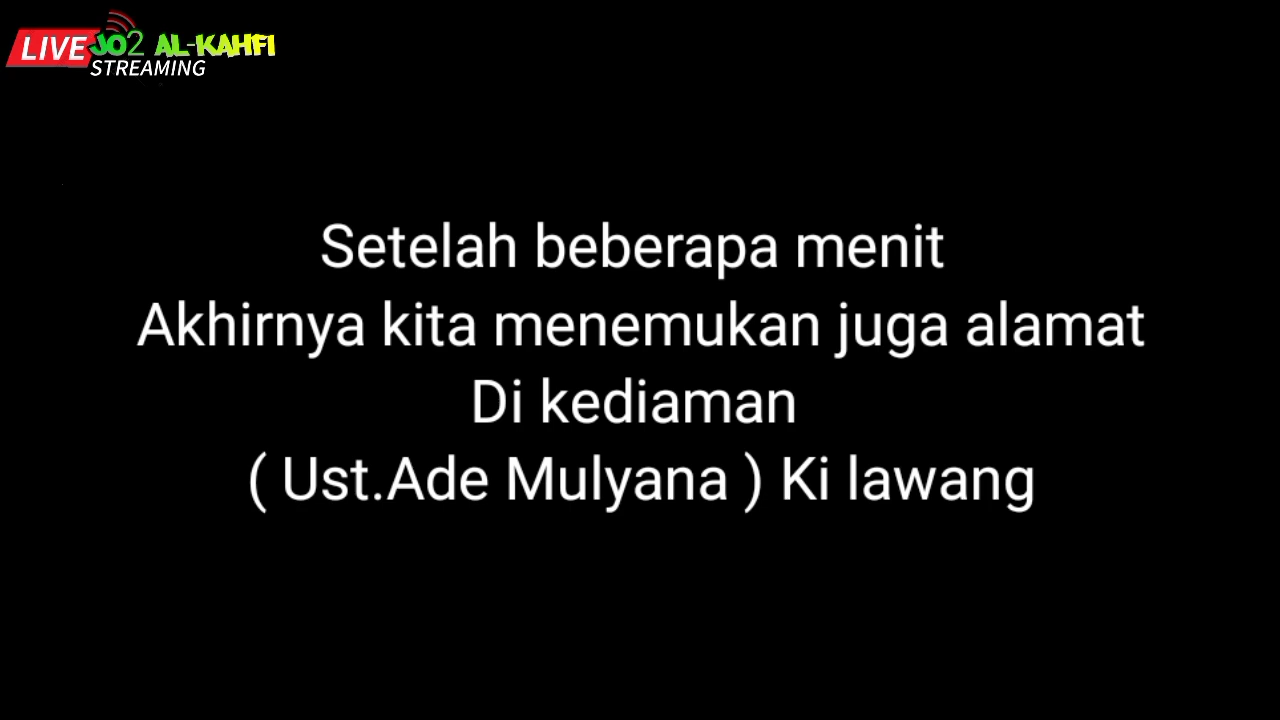 LIVE JO2 AL-KAHFI
STREAMING
Setelah beberapa menit
Akhirnya kita menemukan juga alamat
Di kediaman
( Ust.Ade Mulyana ) Ki lawang